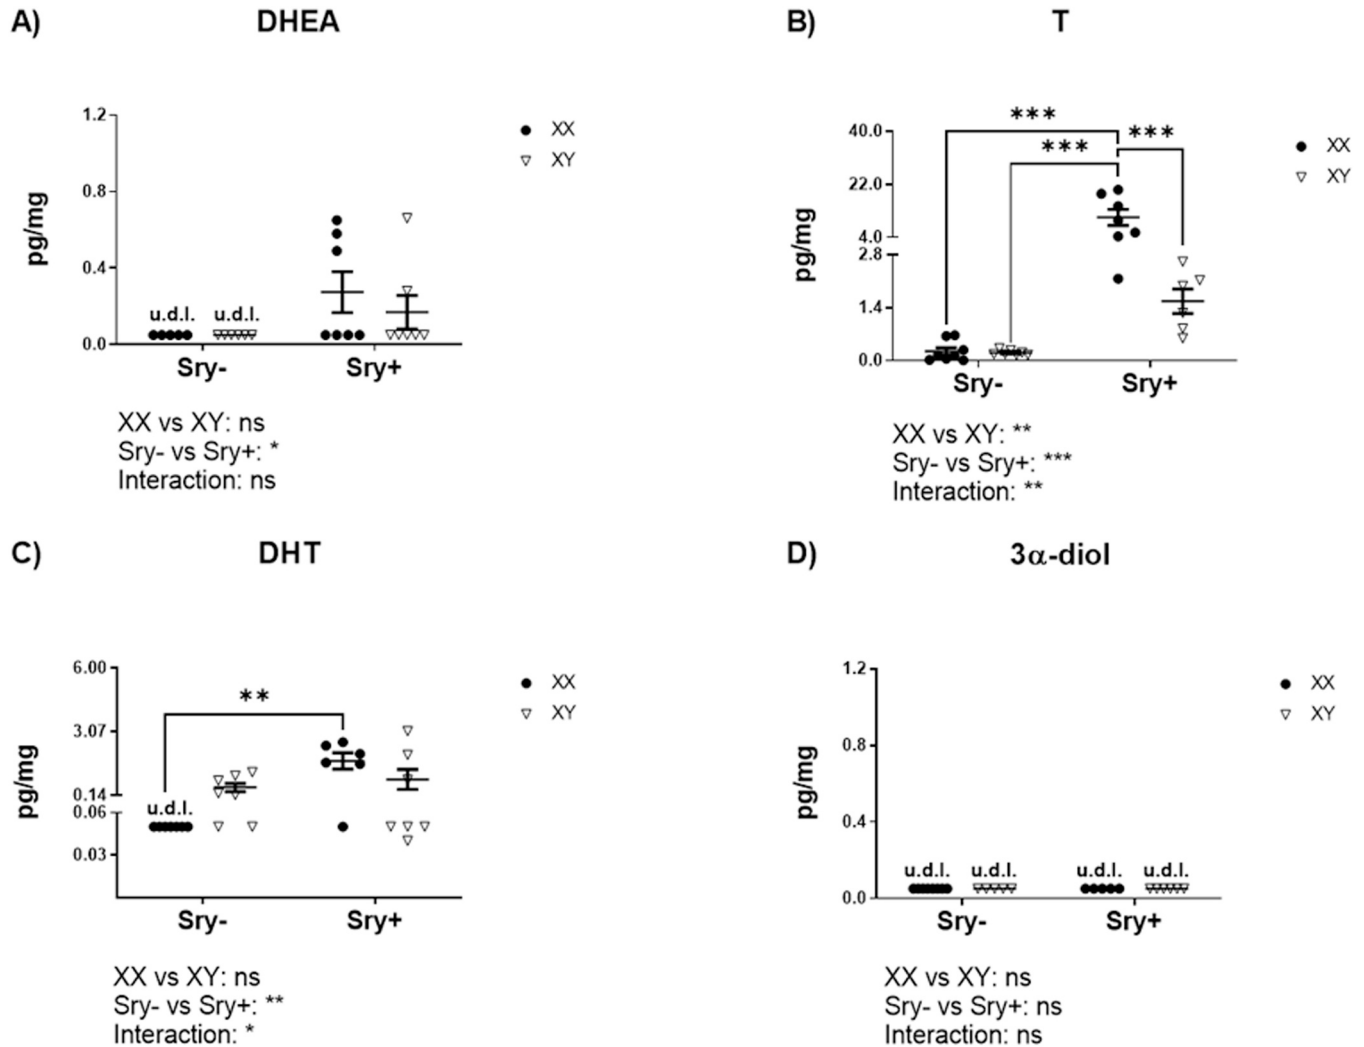 A) DHEA
1.2
0.8
0.4
0.0
pg/mg
XX
XY
u.d.l. u.d.l.
Sry- Sry+
XX vs XY: ns
Sry- vs Sry+: *
Interaction: ns
B) T
***
*** ***
40.0
22.0
4.0
2.8
1.4
0.0
pg/mg
XX
XY
Sry- Sry+
XX vs XY: **
Sry- vs Sry+: ***
Interaction: **
C) DHT
6.00
3.07
0.14
0.06
0.03
pg/mg
XX
XY
**
u.d.l.
Sry- Sry+
XX vs XY: ns
Sry- vs Sry+: **
Interaction: *
D) 3α-diol
1.2
0.8
0.4
0.0
pg/mg
XX
XY
u.d.l. u.d.l. u.d.l. u.d.l.
Sry- Sry+
XX vs XY: ns
Sry- vs Sry+: ns
Interaction: ns